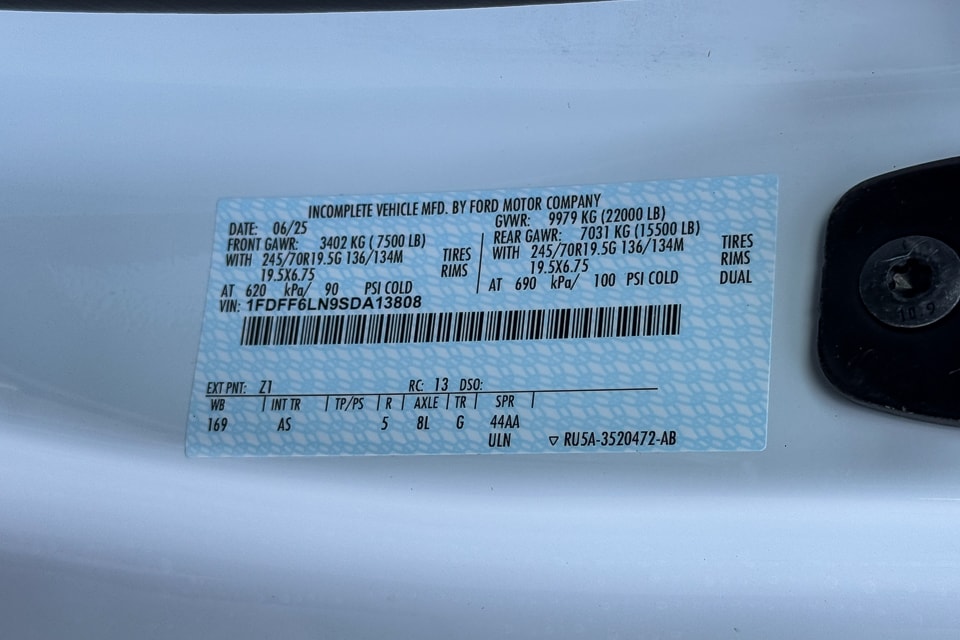 INCOMPLETE VEHICLE MFD. BY FORD MOTOR COMPANY
DATE: 06/25 GVWR: 9979 KG (22000 LB)
FRONT GAWR: 3402 KG (7500 LB) REAR GAWR: 7031 KG (15500 LB)
WITH 245/70R19.5G 136/134M TIRES WITH 245/70R19.5G 136/134M TIRES
19.5X6.75 RIMS 19.5X6.75 RIMS
AT 620 kPa/ 90 PSI COLD AT 690 kPa/ 100 PSI COLD DUAL
VIN: 1FDFF6LN9SDA13808
EXT PNT: Z1 RC: 13 DSO:
WB INT TR TP/PS R AXLE TR SPR
169 AS 5 8L G 44AA
ULN ▽ RU5A-3520472-AB
10.9